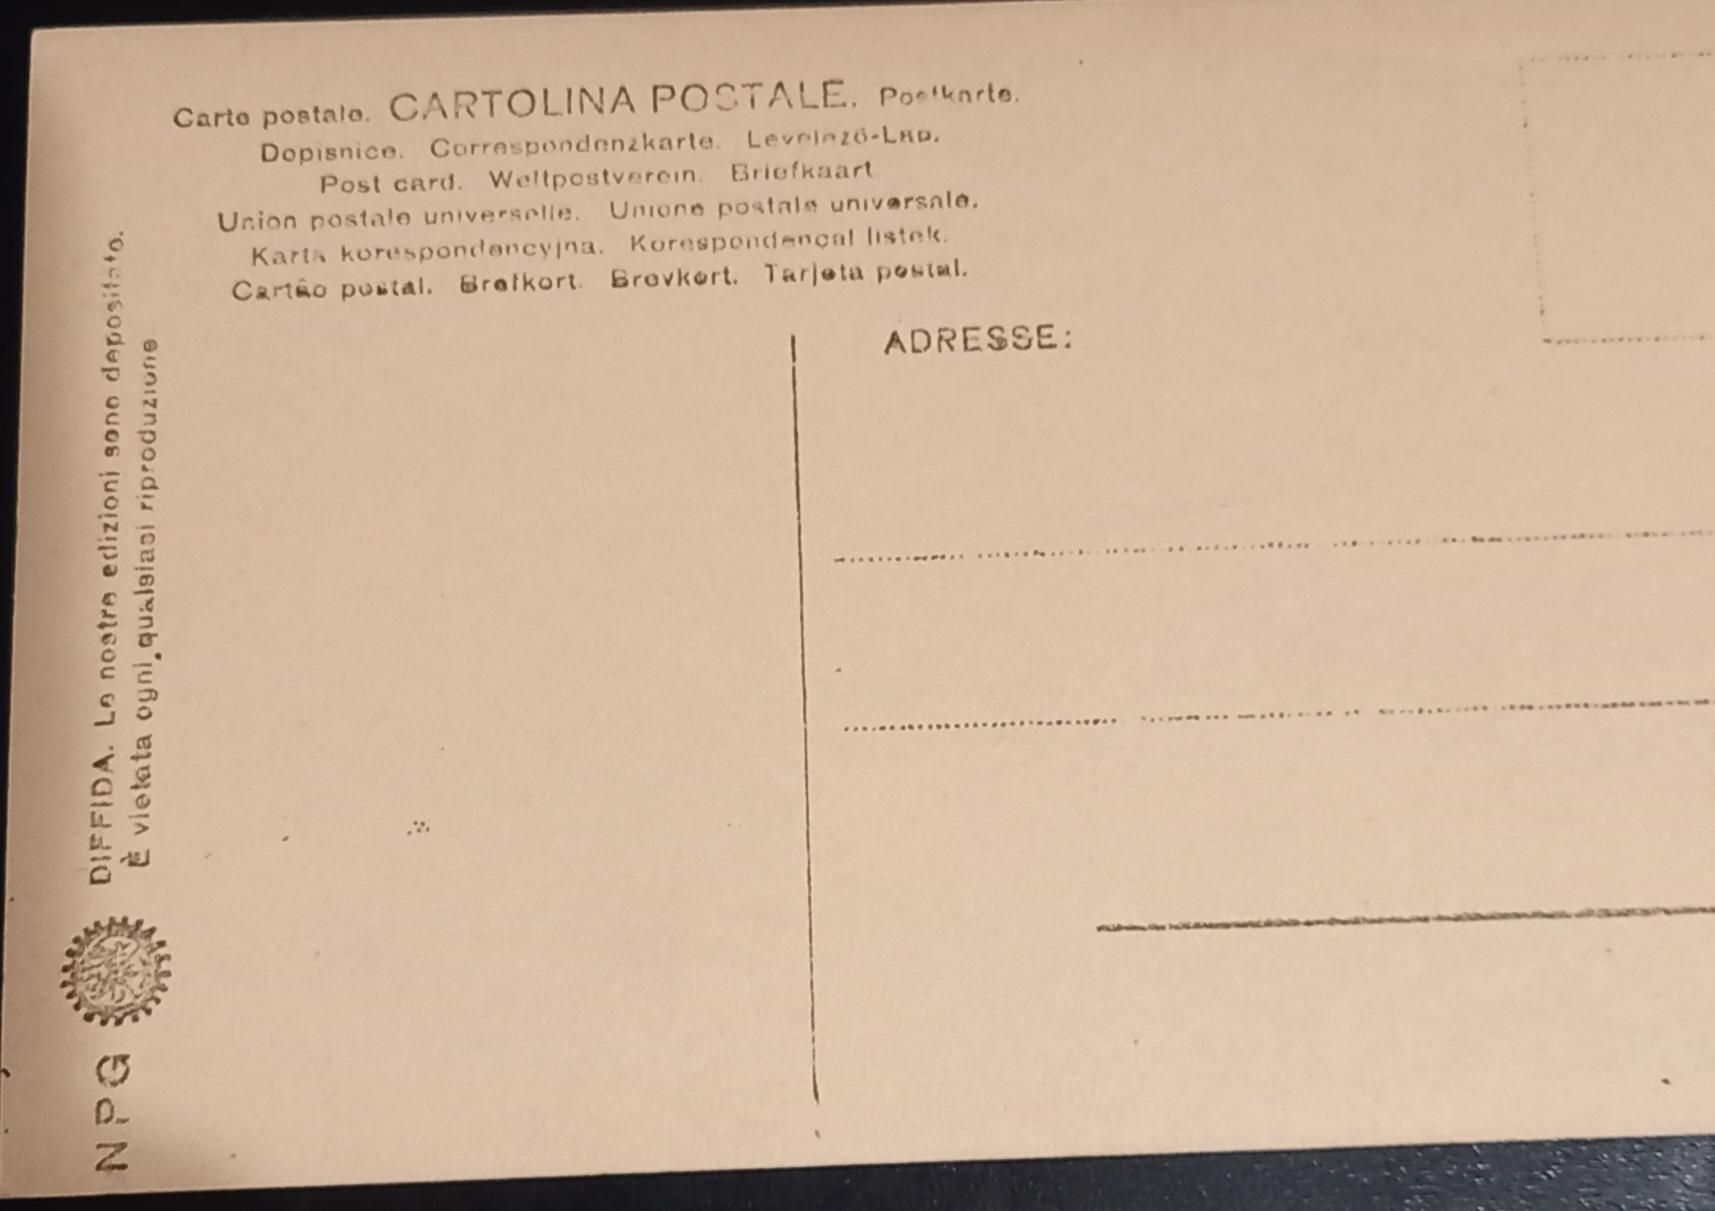 Carte postale. CARTOLINA POSTALE. Postkarte.
Dopisnice. Correspondenzkarte. Levelező-Lap.
Post card. Weltpostverein. Briefkaart
Union postale universelle. Unione postale universale.
Karta korespondencyjna. Korespondençal listek.
Cartão postal. Brefkort. Brevkort. Tarjeta postal.
ADRESSE:
DIFFIDA. Le nostre edizioni sono depositate.
È vietata ogni qualsiasi riproduzione
NPG